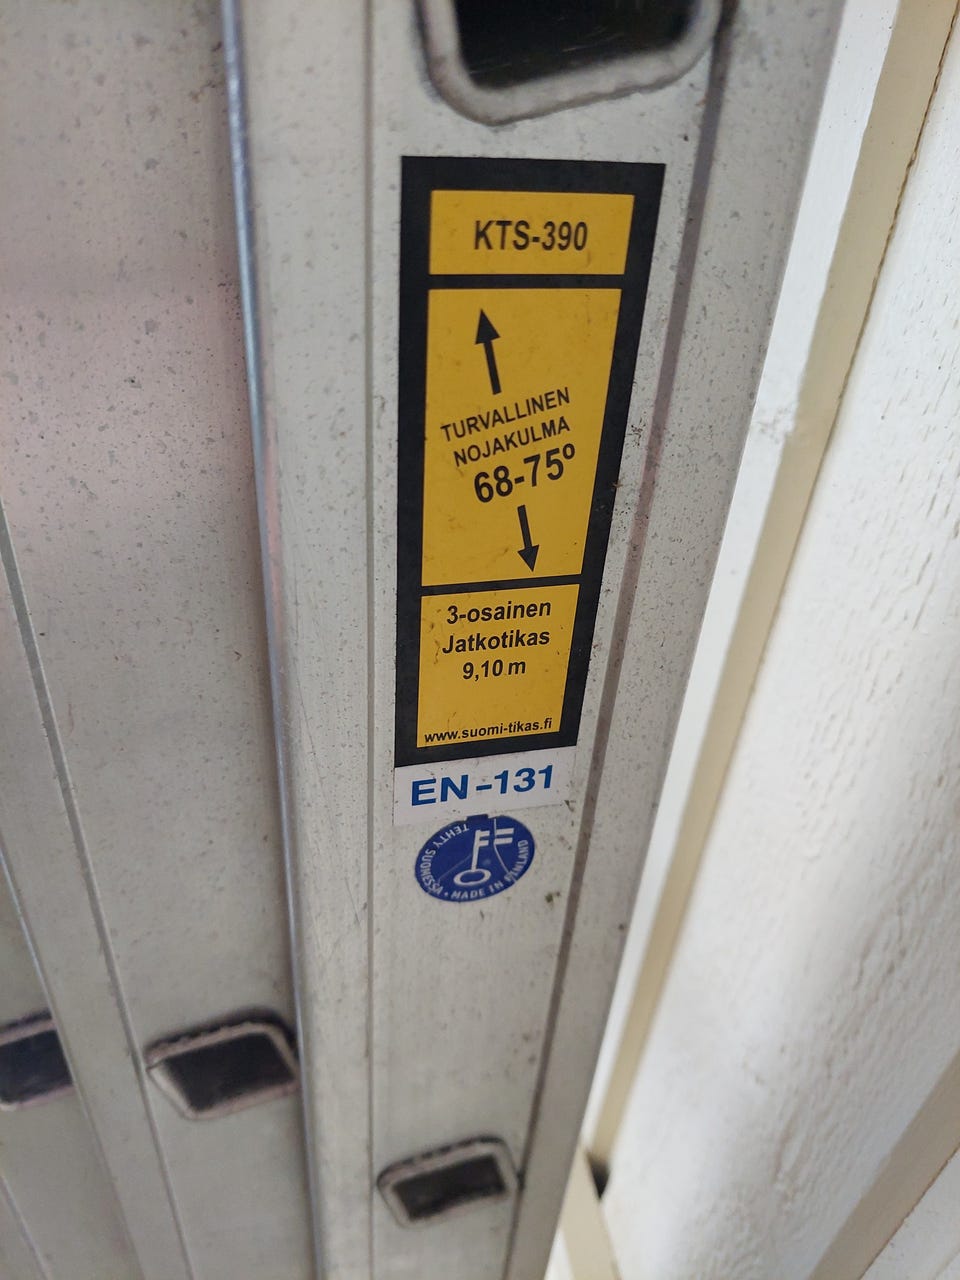 KTS-390
TURVALLINEN
NOJAKULMA
68-75º
3-osainen
Jatkotikas
9,10 m
www.suomi-tikas.fi
EN-131
TEHTY SUOMESSA • MADE IN FINLAND